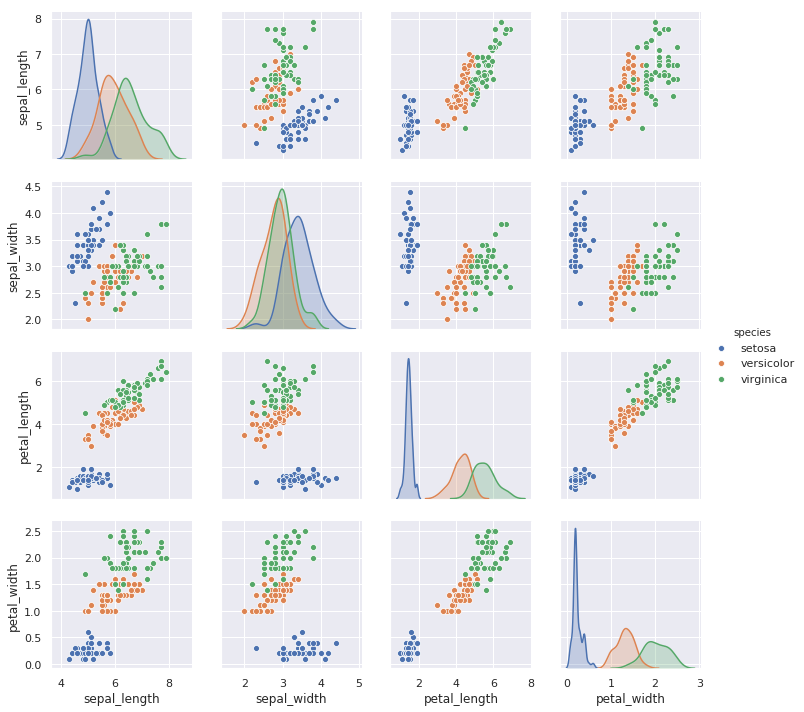 8
7
6
5
sepal_length
4.5
4.0
3.5
3.0
2.5
2.0
sepal_width
species
setosa
versicolor
virginica
6
4
2
petal_length
2.5
2.0
1.5
1.0
0.5
0.0
petal_width
4 6 8
sepal_length
2 3 4 5
sepal_width
2 4 6 8
petal_length
0 1 2 3
petal_width